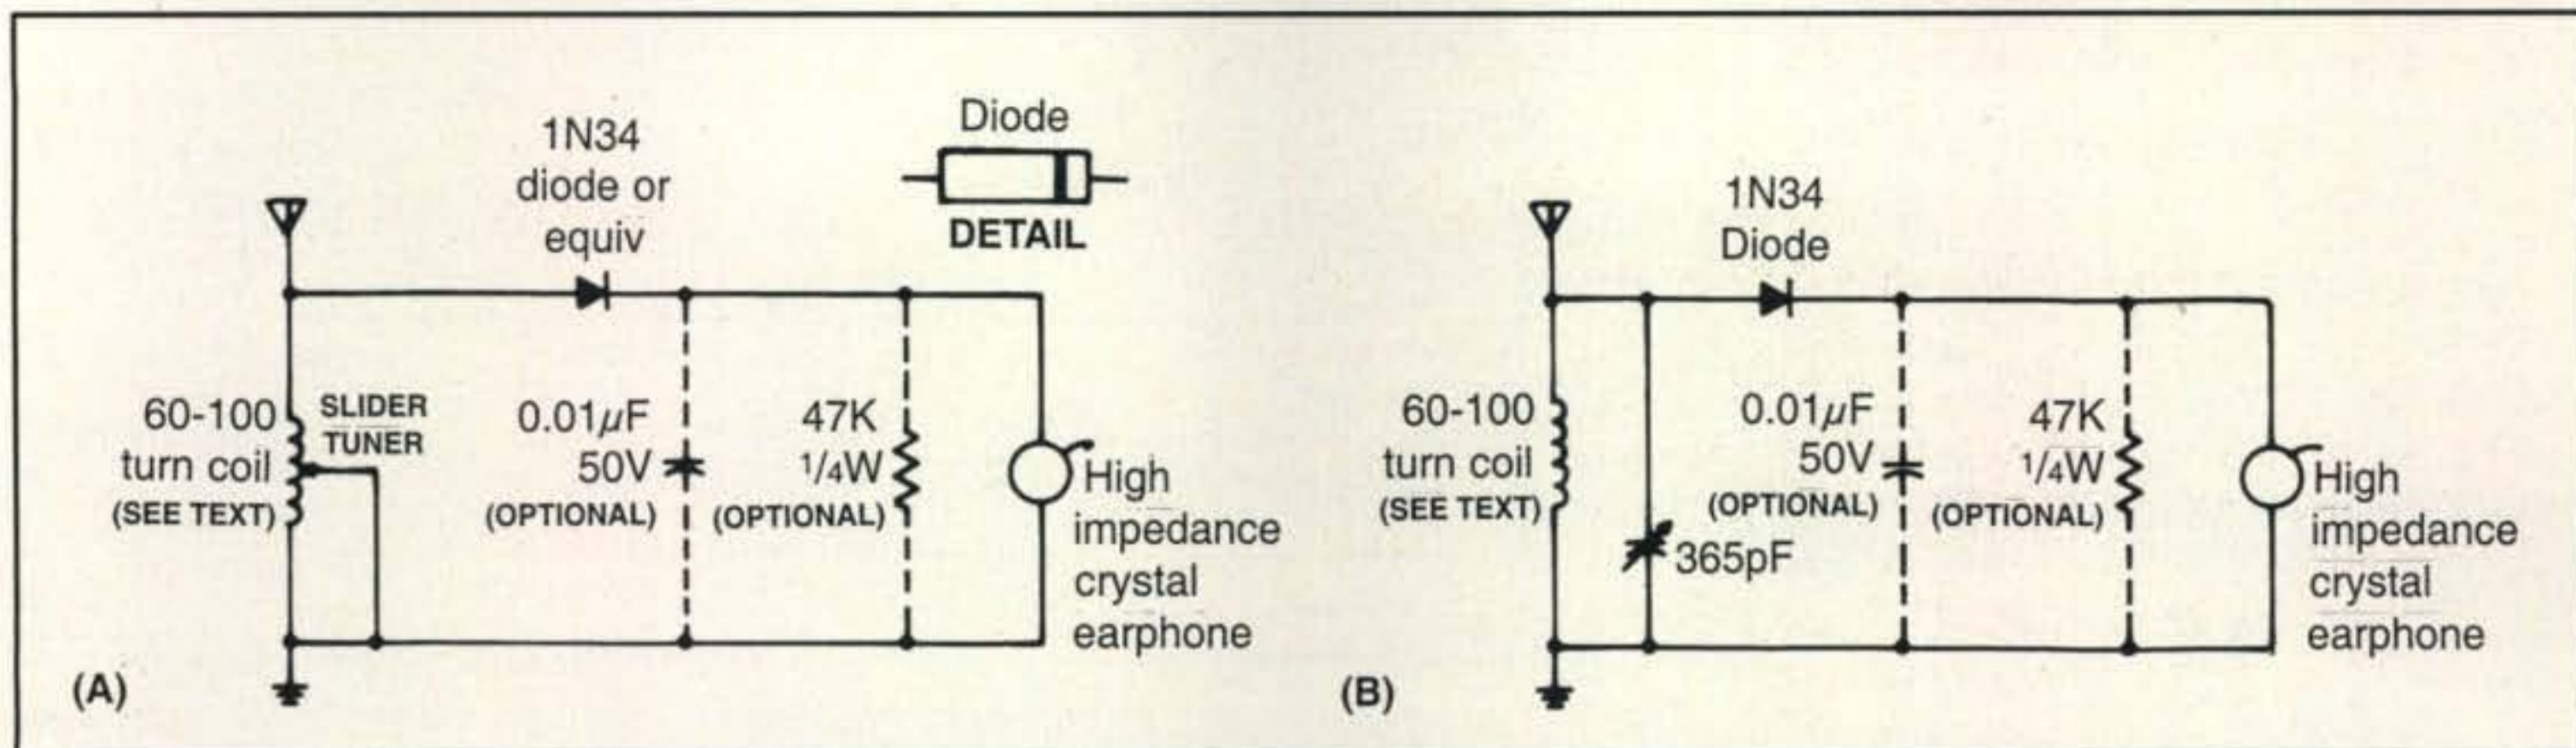 1N34
diode or
equiv
Diode
DETAIL
60-100
turn coil
(SEE TEXT)
SLIDER
TUNER
0.01µF
50V
(OPTIONAL)
47K
1/4W
(OPTIONAL)
High
impedance
crystal
earphone
(A)
1N34
Diode
60-100
turn coil
(SEE TEXT)
365pF
0.01µF
50V
(OPTIONAL)
47K
1/4W
(OPTIONAL)
High
impedance
crystal
earphone
(B)